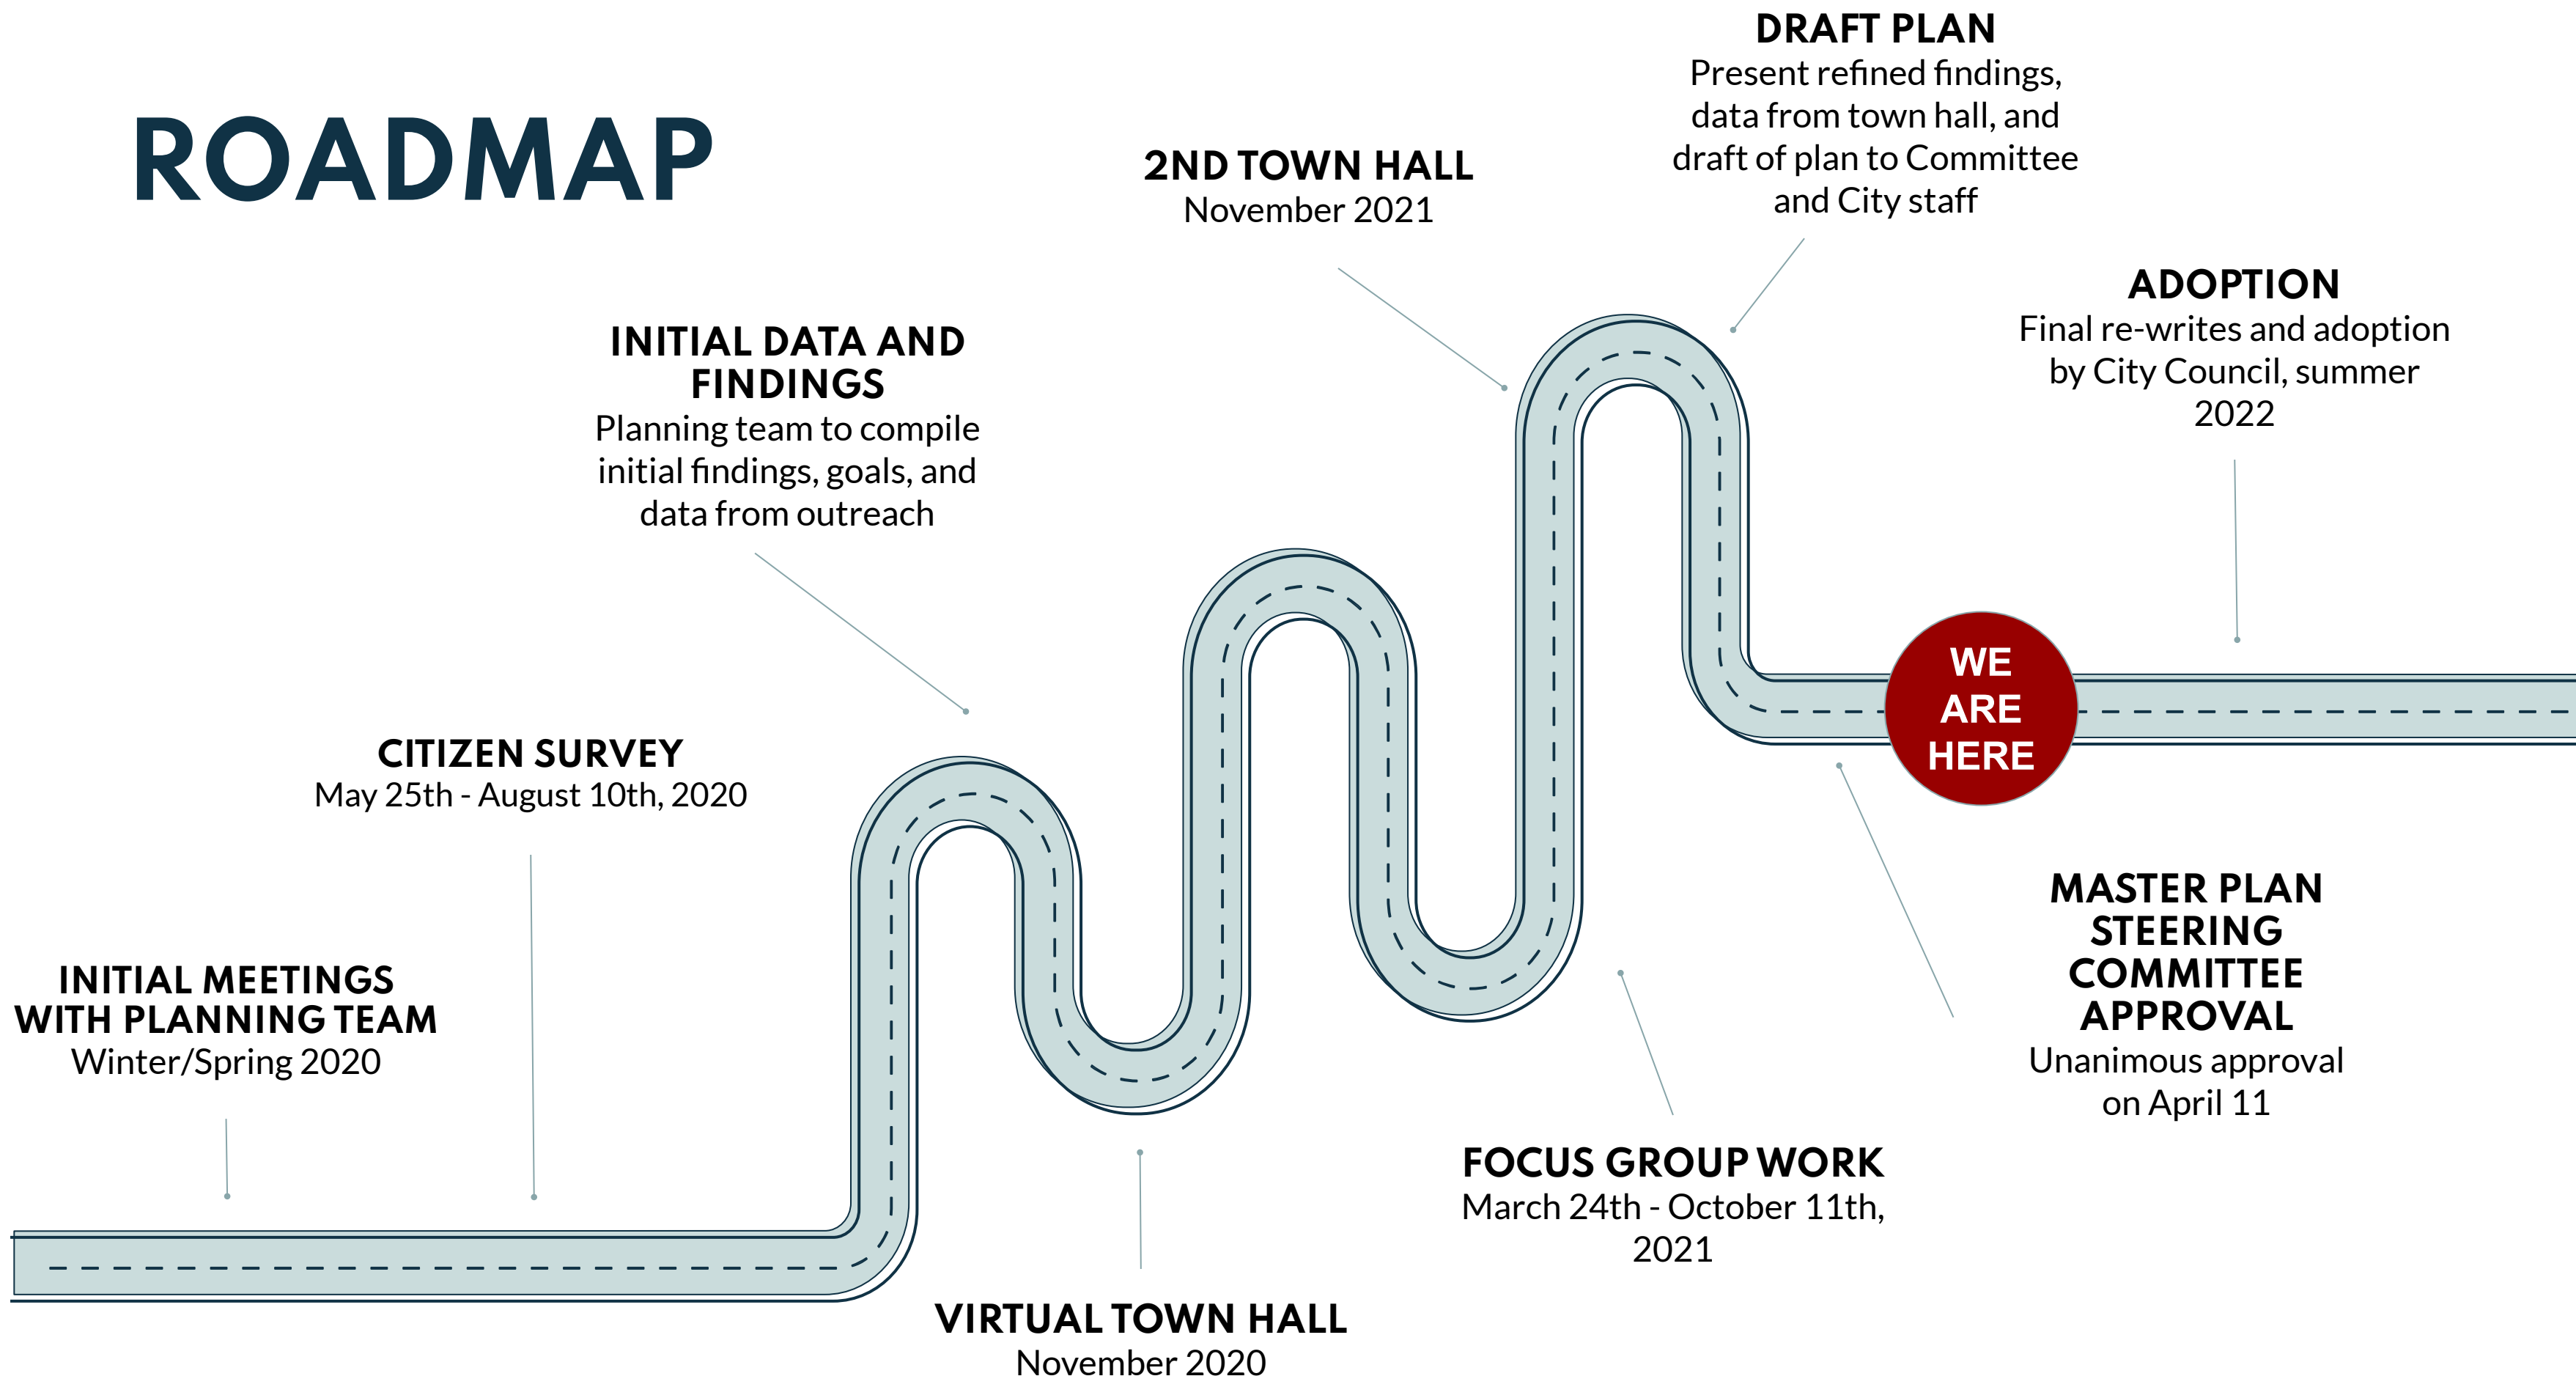 ROADMAP
INITIAL MEETINGS
WITH PLANNING TEAM
Winter/Spring 2020
CITIZEN SURVEY
May 25th - August 10th, 2020
INITIAL DATA AND
FINDINGS
Planning team to compile
initial findings, goals, and
data from outreach
VIRTUAL TOWN HALL
November 2020
FOCUS GROUP WORK
March 24th - October 11th,
2021
2ND TOWN HALL
November 2021
DRAFT PLAN
Present refined findings,
data from town hall, and
draft of plan to Committee
and City staff
MASTER PLAN
STEERING
COMMITTEE
APPROVAL
Unanimous approval
on April 11
WE
ARE
HERE
ADOPTION
Final re-writes and adoption
by City Council, summer
2022